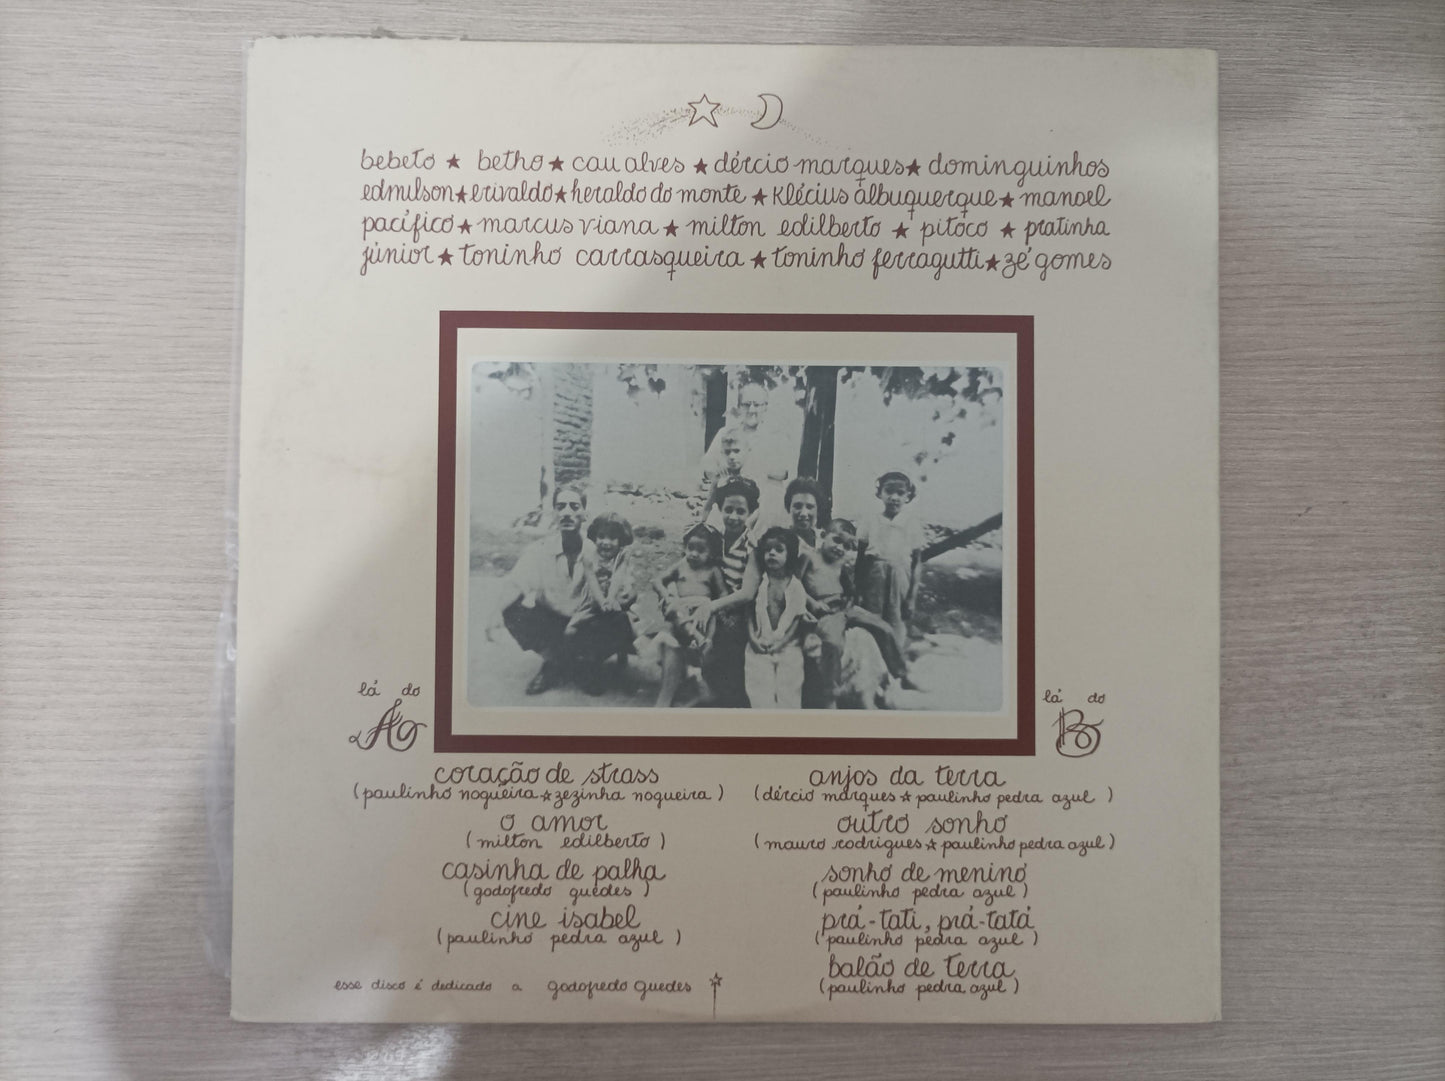 bebeto ★ betho ★ cau alves ★ dércio marques ★ dominguinhos
edmilson ★ erivaldo ★ heraldo do monte ★ klécius albuquerque ★ manoel
pacífico ★ marcus viana ★ milton edilberto ★ pitoco ★ pratinha
júnior ★ toninho carrasqueira ★ toninho ferragutti ★ zé gomes
lá do
A
coração de strass
(paulinho nogueira ☆ zezinha nogueira)
o amor
(milton edilberto)
casinha de palha
(godofredo guedes)
cine isabel
(paulinho pedra azul)
esse disco é dedicado a godofredo guedes
lá do
B
anjos da terra
(dércio marques ☆ paulinho pedra azul)
outro sonho
(mauro rodrigues ☆ paulinho pedra azul)
sonho de menino
(paulinho pedra azul)
prá-tati, prá-tatá
(paulinho pedra azul)
balão de terra
(paulinho pedra azul)